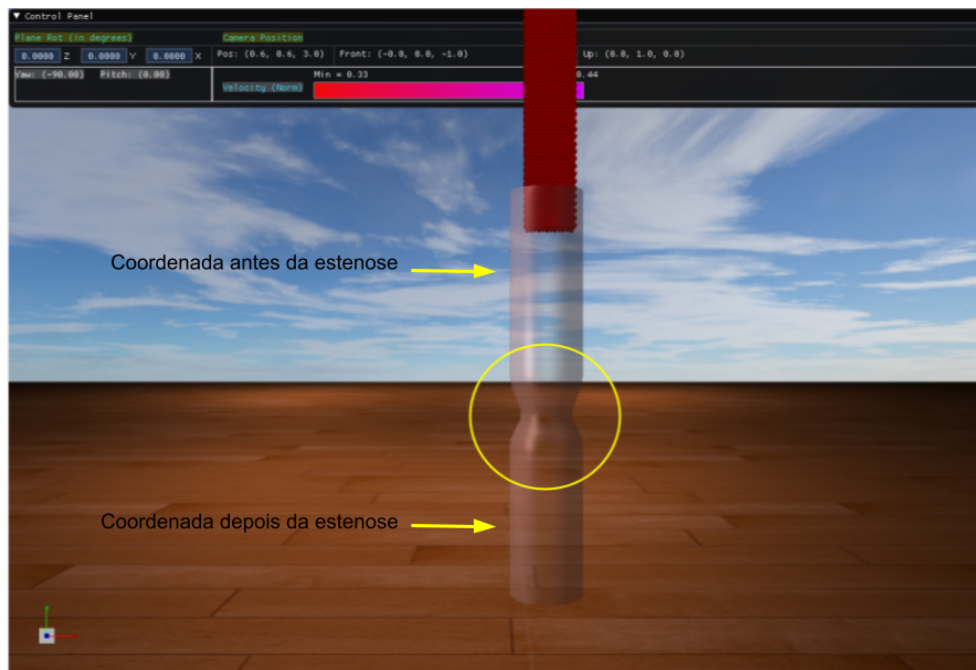 ▼ Control Panel
Plane Rot (in degrees)
Camera Position
0.0000 Z 0.0000 Y 0.0000 X
Pos: (0.6, 0.6, 3.0)
Front: (-0.0, 0.0, -1.0)
Up: (0.0, 1.0, 0.0)
Yaw: (-90.00) Pitch: (0.00)
Velocity (Norm)
Min = 0.33
0.44
Coordenada antes da estenose
Coordenada depois da estenose